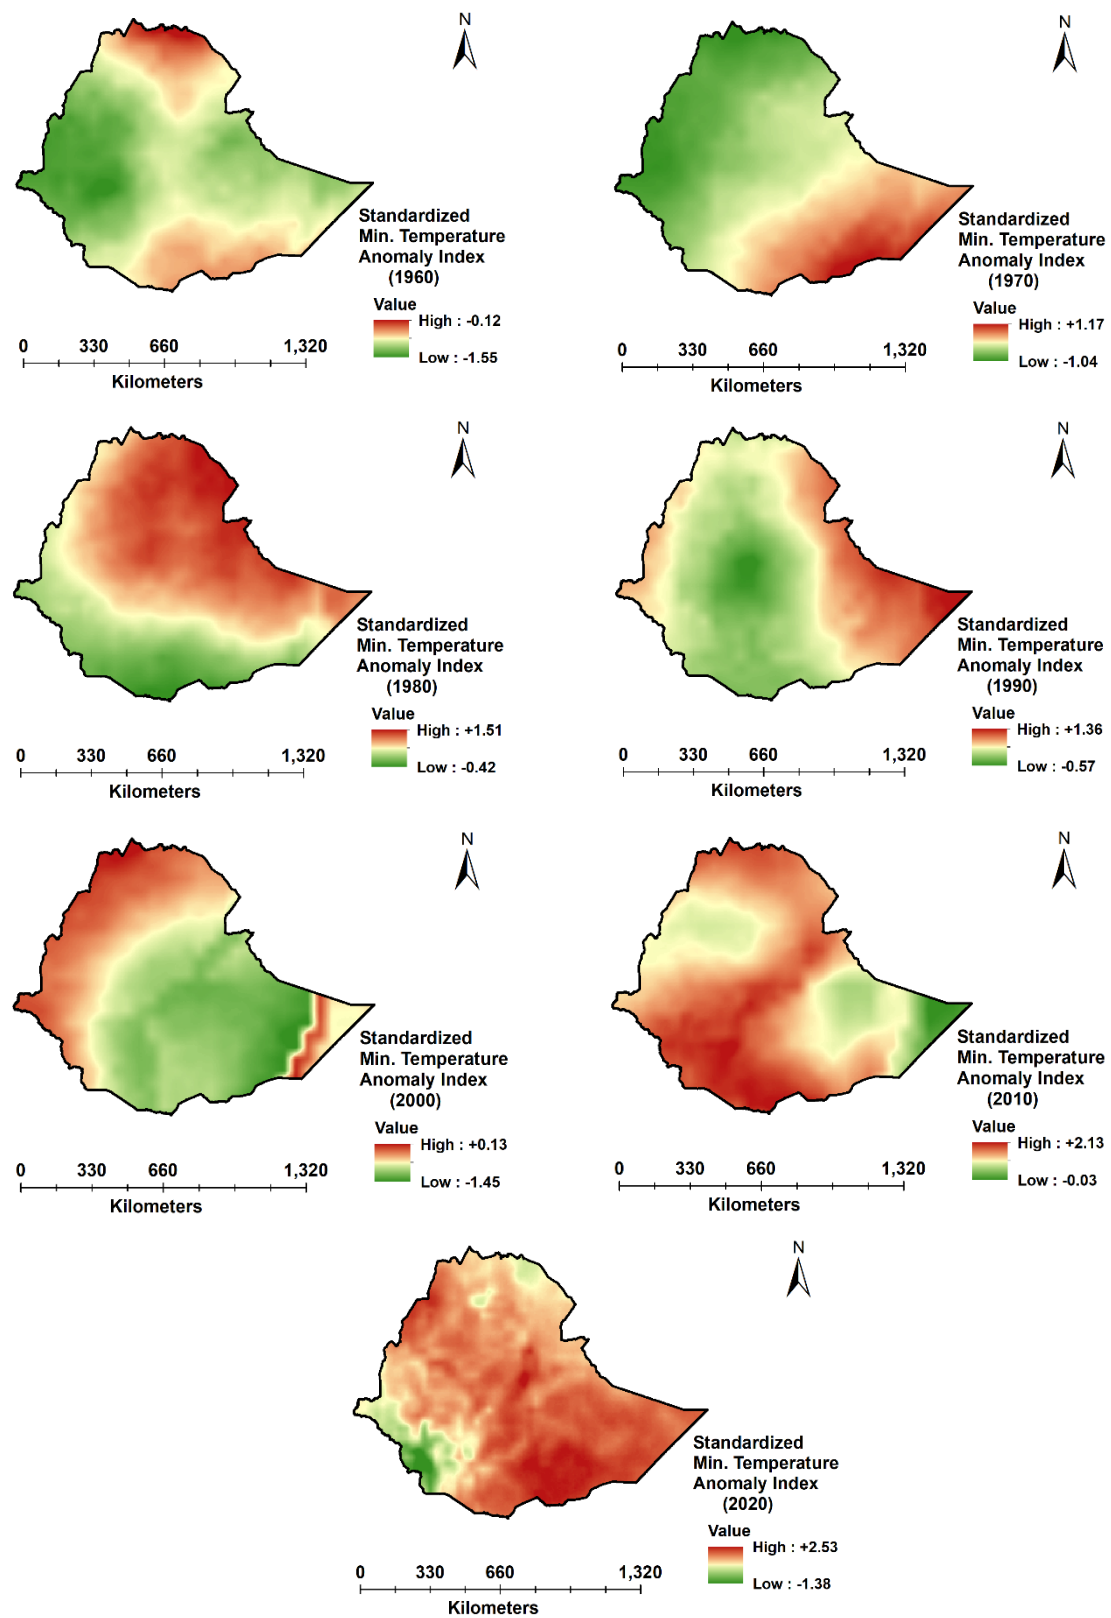 N
Standardized
Min. Temperature
Anomaly Index
(1960)
Value
High : -0.12
Low : -1.55
0 330 660 1,320
Kilometers
N
Standardized
Min. Temperature
Anomaly Index
(1970)
Value
High : +1.17
Low : -1.04
0 330 660 1,320
Kilometers
N
Standardized
Min. Temperature
Anomaly Index
(1980)
Value
High : +1.51
Low : -0.42
0 330 660 1,320
Kilometers
N
Standardized
Min. Temperature
Anomaly Index
(1990)
Value
High : +1.36
Low : -0.57
0 330 660 1,320
Kilometers
N
Standardized
Min. Temperature
Anomaly Index
(2000)
Value
High : +0.13
Low : -1.45
0 330 660 1,320
Kilometers
N
Standardized
Min. Temperature
Anomaly Index
(2010)
Value
High : +2.13
Low : -0.03
0 330 660 1,320
Kilometers
N
Standardized
Min. Temperature
Anomaly Index
(2020)
Value
High : +2.53
Low : -1.38
0 330 660 1,320
Kilometers